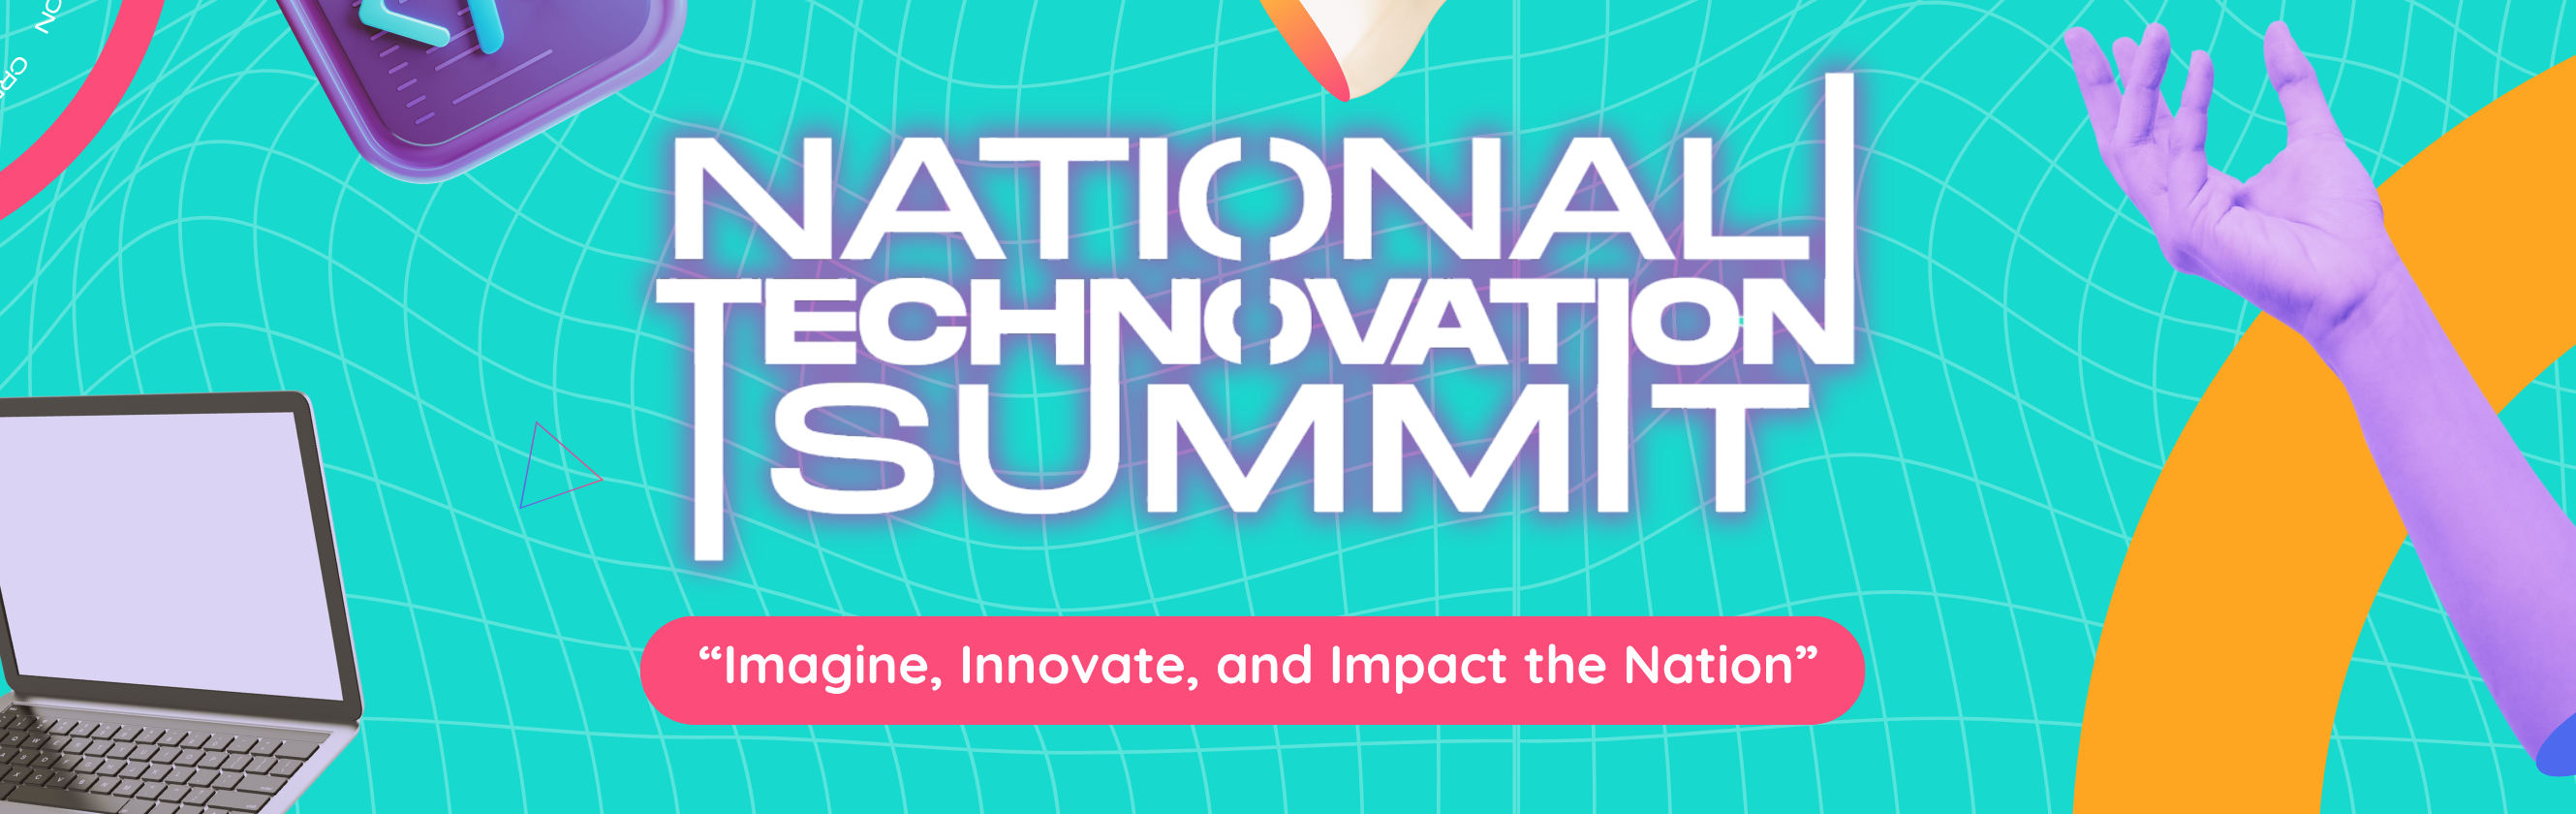 NATIONAL
TECHNOVATION
SUMMIT
“Imagine, Innovate, and Impact the Nation”